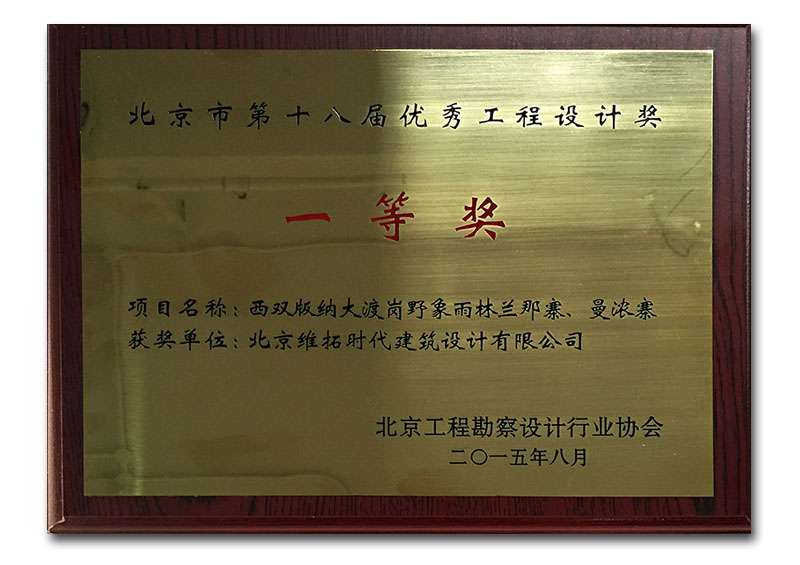 北京市第十八届优秀工程设计奖
一等奖
项目名称：西双版纳大渡岗野象雨林兰那寨、曼浓寨
获奖单位：北京维拓时代建筑设计有限公司
北京工程勘察设计行业协会
二〇一五年八月